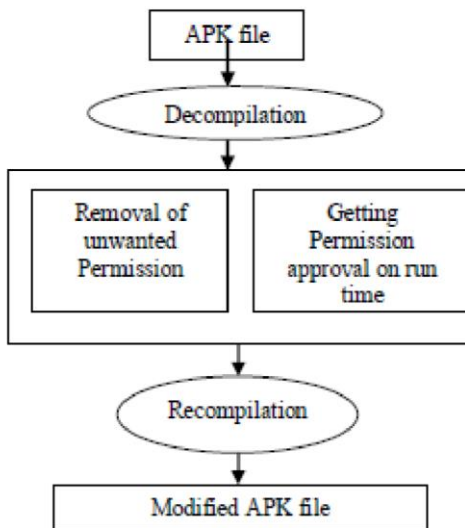 APK file
Decompilation
Removal of
unwanted
Permission
Getting
Permission
approval on run
time
Recompilation
Modified APK file